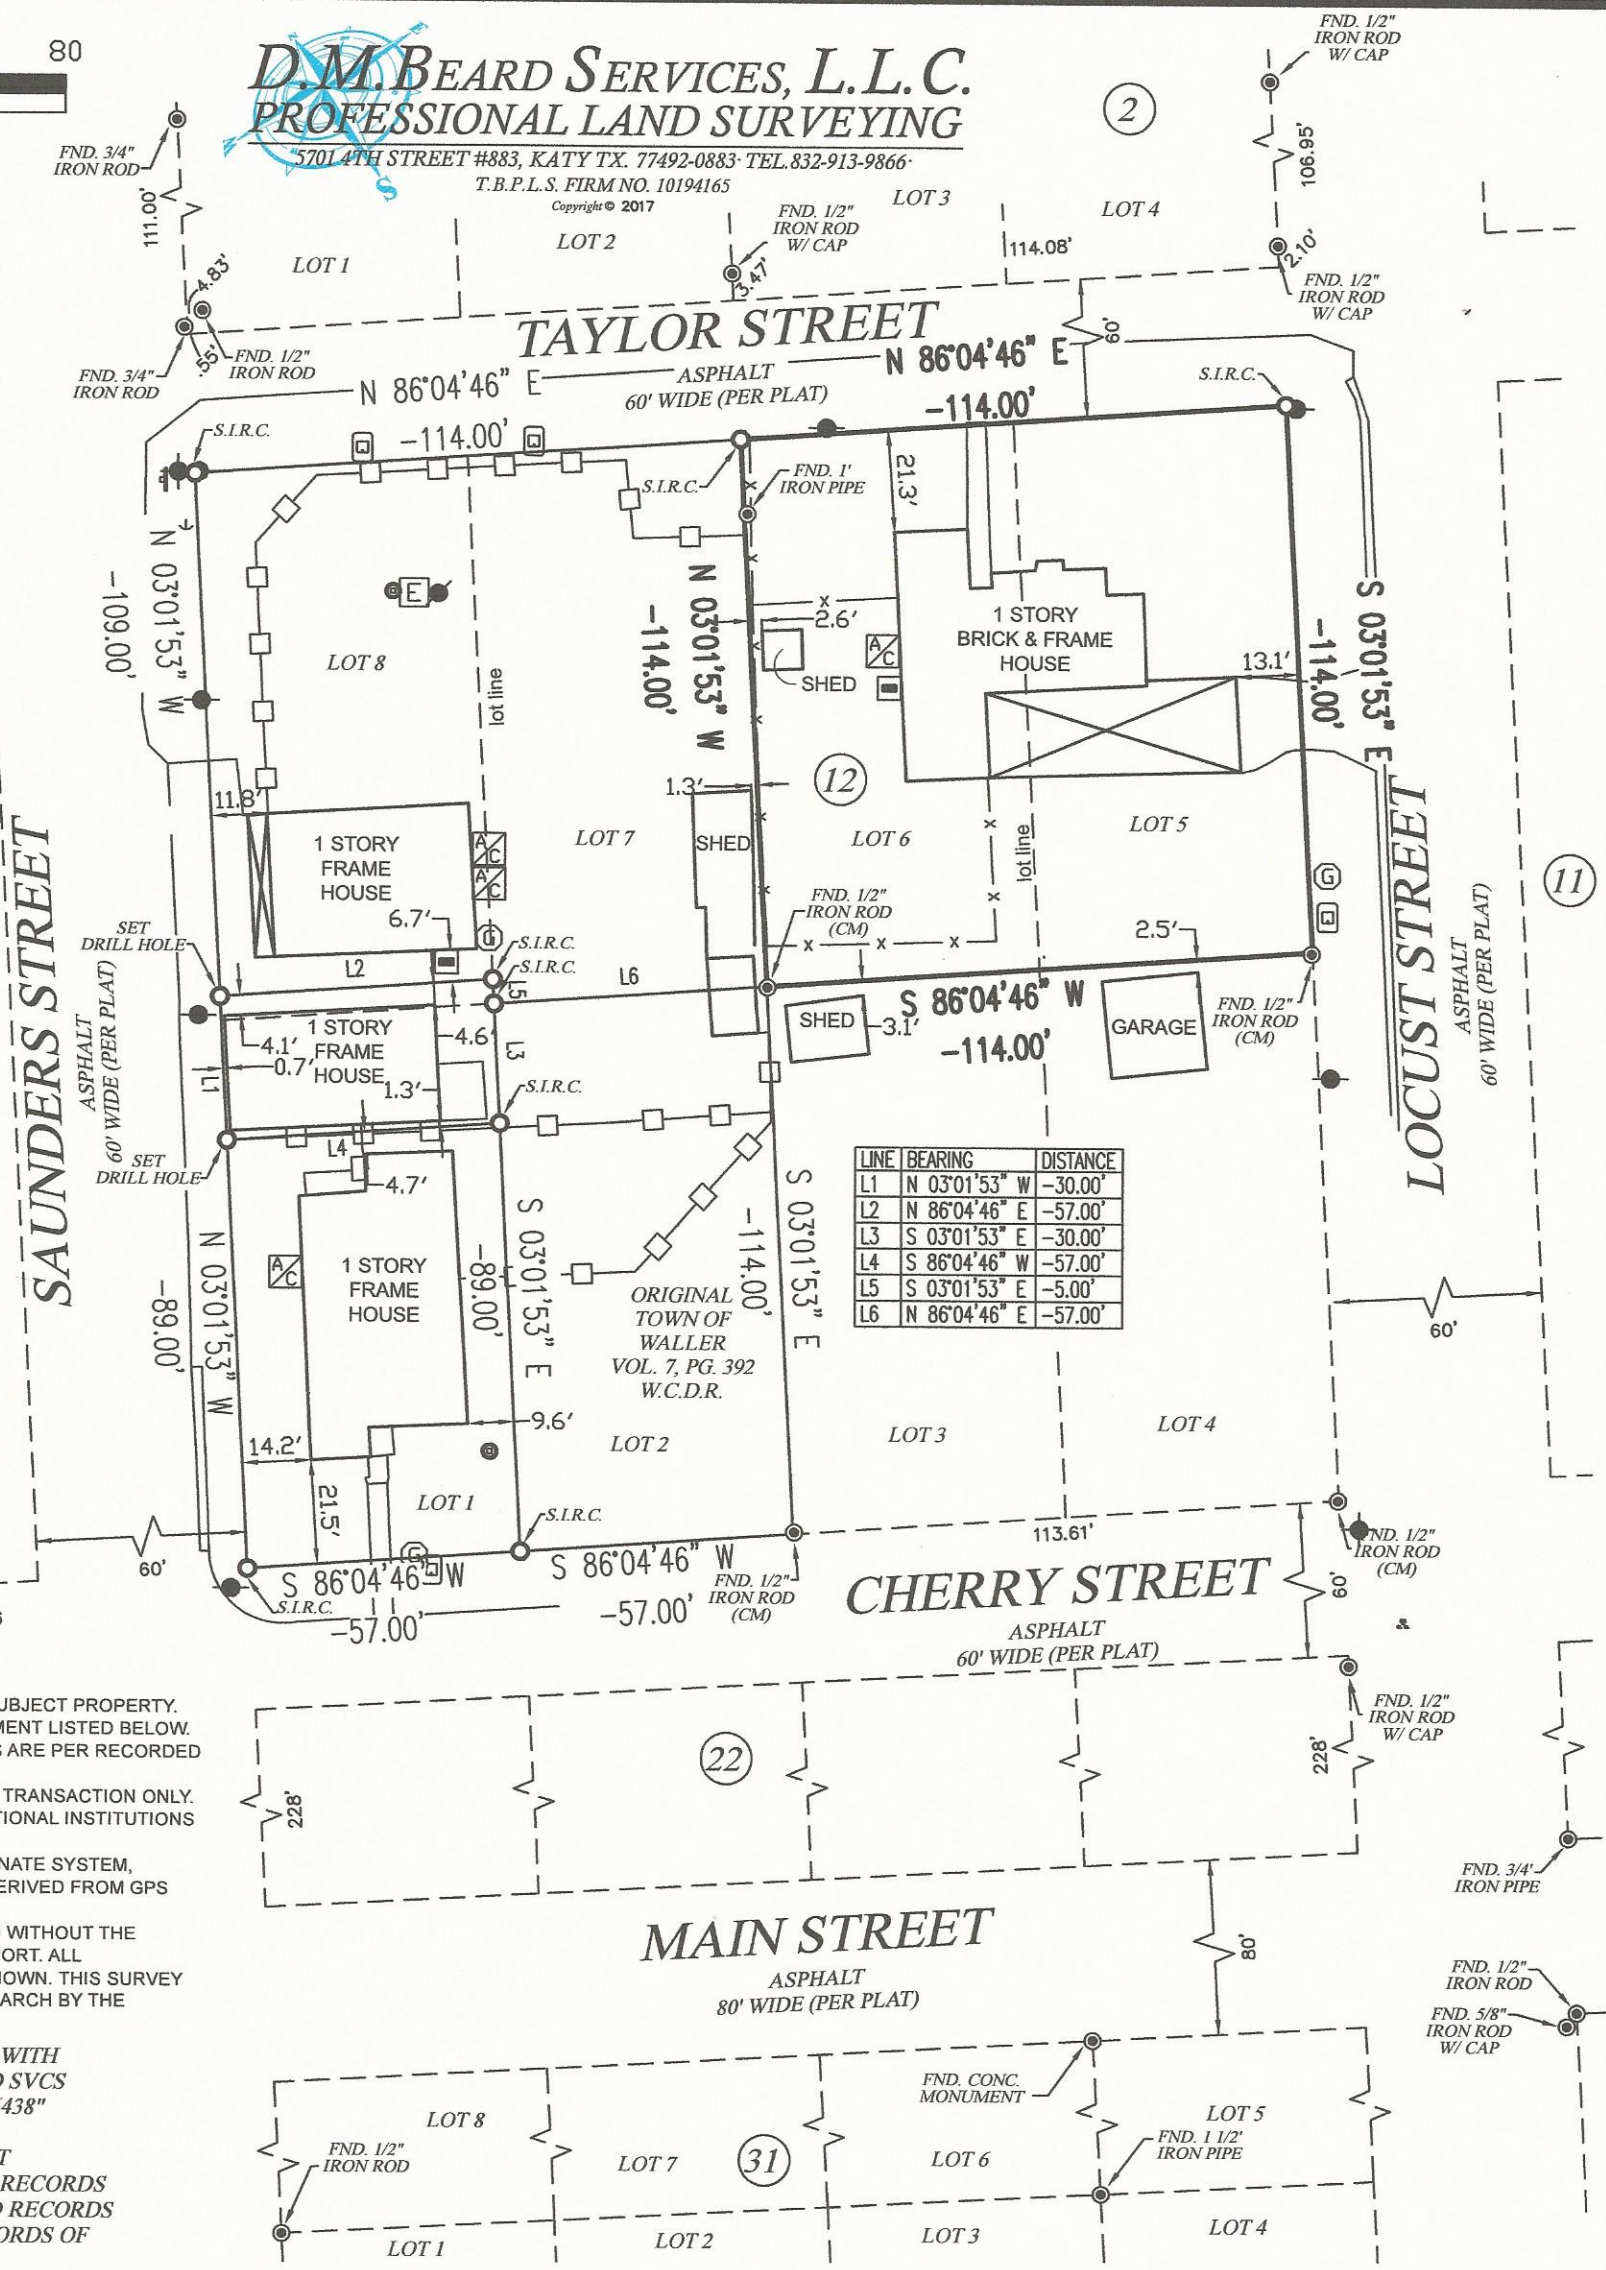 80
D.M. BEARD SERVICES, L.L.C.
PROFESSIONAL LAND SURVEYING
5701 4TH STREET #883, KATY TX. 77492-0883· TEL.832-913-9866·
T.B.P.L.S. FIRM NO. 10194165
Copyright © 2017
FND. 1/2"
IRON ROD
W/ CAP
2
106.95'
FND. 3/4"
IRON ROD
111.00'
LOT 1
LOT 2
FND. 1/2"
IRON ROD
W/ CAP
3.47'
LOT 3
114.08'
LOT 4
2.10'
FND. 1/2"
IRON ROD
W/ CAP
4.83'
.55'
FND. 1/2"
IRON ROD
FND. 3/4"
IRON ROD
TAYLOR STREET
ASPHALT
60' WIDE (PER PLAT)
60'
N 86°04'46" E
-114.00'
N 86°04'46" E
-114.00'
S.I.R.C.
S.I.R.C.
S.I.R.C.
FND. 1'
IRON PIPE
21.3'
N 03°01'53" W
-109.00'
E
LOT 8
lot line
N 03°01'53" W
-114.00'
2.6'
SHED
A/C
1 STORY
BRICK & FRAME
HOUSE
13.1'
S 03°01'53" E
-114.00'
12
1.3'
SHED
LOT 7
LOT 6
lot line
LOT 5
11.8'
1 STORY
FRAME
HOUSE
A/C
A/C
6.7'
G
FND. 1/2"
IRON ROD
(CM)
G
2.5'
11
SAUNDERS STREET
ASPHALT
60' WIDE (PER PLAT)
LOCUST STREET
ASPHALT
60' WIDE (PER PLAT)
SET
DRILL HOLE
S.I.R.C.
S.I.R.C.
L2
L5
L6
S 86°04'46" W
-114.00'
SHED
3.1'
GARAGE
FND. 1/2"
IRON ROD
(CM)
1 STORY
FRAME
HOUSE
4.1'
0.7'
4.6'
1.3'
L1
L3
S.I.R.C.
L4
SET
DRILL HOLE
4.7'
LINE BEARING DISTANCE
L1 N 03°01'53" W -30.00'
L2 N 86°04'46" E -57.00'
L3 S 03°01'53" E -30.00'
L4 S 86°04'46" W -57.00'
L5 S 03°01'53" E -5.00'
L6 N 86°04'46" E -57.00'
N 03°01'53" W
-89.00'
A/C
1 STORY
FRAME
HOUSE
-89.00'
S 03°01'53" E
-114.00'
S 03°01'53" E
ORIGINAL
TOWN OF
WALLER
VOL. 7, PG. 392
W.C.D.R.
60'
9.6'
14.2'
21.5'
LOT 1
LOT 2
LOT 3
LOT 4
S.I.R.C.
60'
G
S 86°04'46" W
-57.00'
S.I.R.C.
S 86°04'46" W
-57.00'
FND. 1/2"
IRON ROD
(CM)
113.61'
FND. 1/2"
IRON ROD
(CM)
CHERRY STREET
ASPHALT
60' WIDE (PER PLAT)
60'
FND. 1/2"
IRON ROD
W/ CAP
228'
22
228'
UBJECT PROPERTY.
MENT LISTED BELOW.
S ARE PER RECORDED
TRANSACTION ONLY.
TIONAL INSTITUTIONS
NATE SYSTEM,
ERIVED FROM GPS
WITHOUT THE
PORT. ALL
HOWN. THIS SURVEY
ARCH BY THE
WITH
SVCS
438"
T
RECORDS
RECORDS
ORDS OF
MAIN STREET
ASPHALT
80' WIDE (PER PLAT)
80'
FND. 3/4'
IRON PIPE
FND. 1/2"
IRON ROD
FND. 5/8"
IRON ROD
W/ CAP
FND. CONC.
MONUMENT
LOT 8
LOT 7
31
LOT 6
LOT 5
FND. 1 1/2'
IRON PIPE
FND. 1/2"
IRON ROD
LOT 1
LOT 2
LOT 3
LOT 4